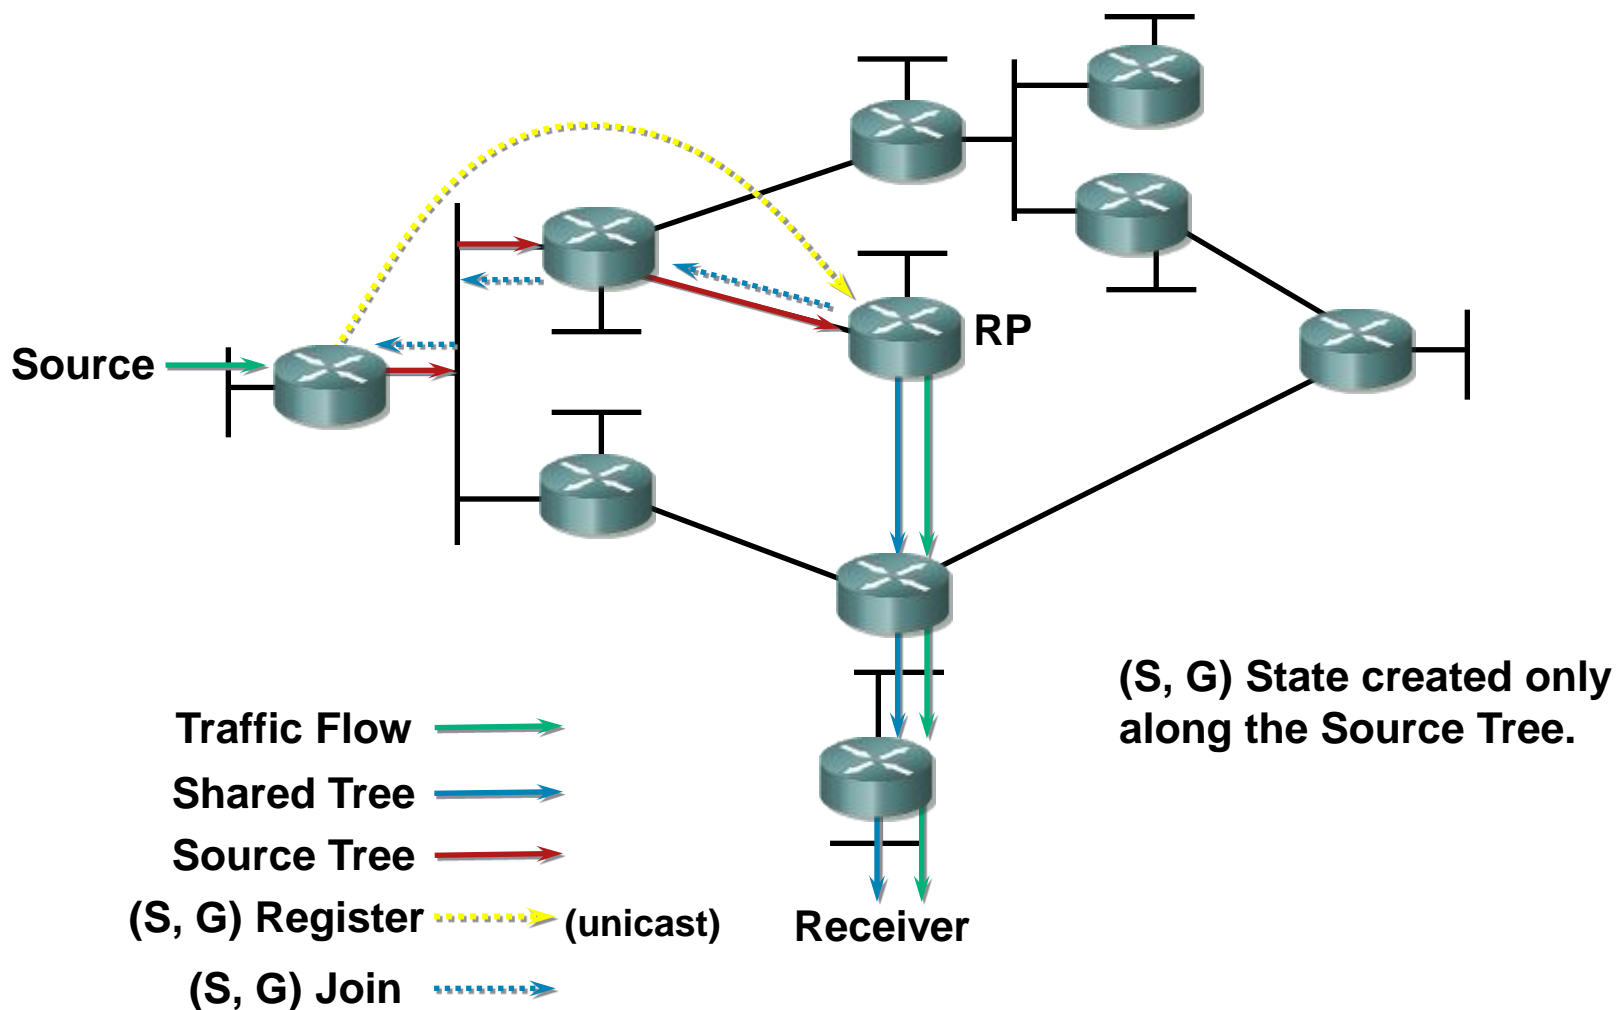 RP
Source
(S, G) State created only
along the Source Tree.
Traffic Flow
Shared Tree
Source Tree
(S, G) Register
(unicast)
Receiver
(S, G) Join